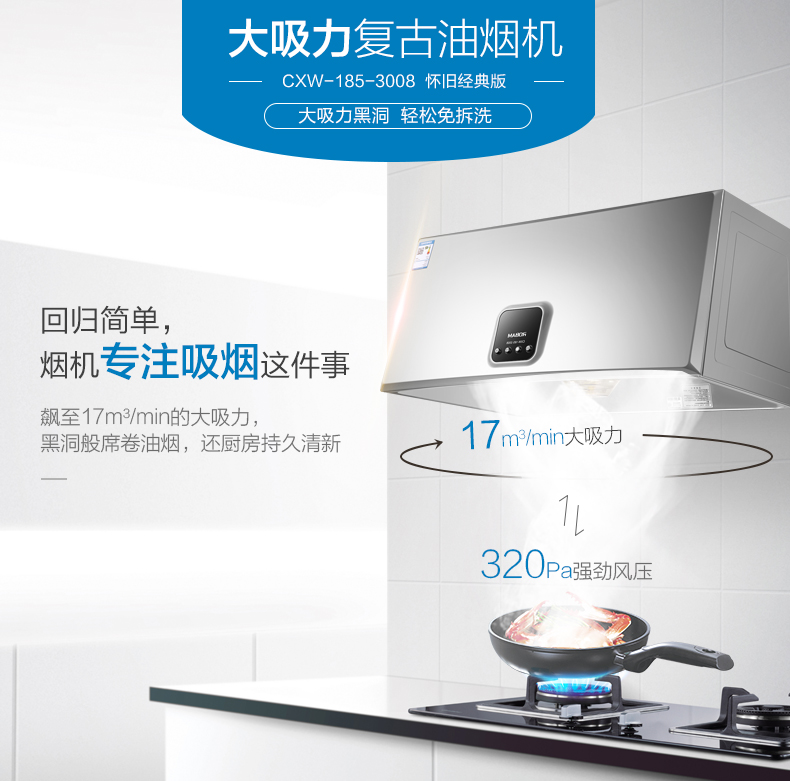 大吸力复古油烟机
CXW-185-3008 怀旧经典版
大吸力黑洞 轻松免拆洗
回归简单，
烟机专注吸烟这件事
飙至17m³/min的大吸力，
黑洞般席卷油烟，还厨房持久清新
17m³/min大吸力
320Pa强劲风压